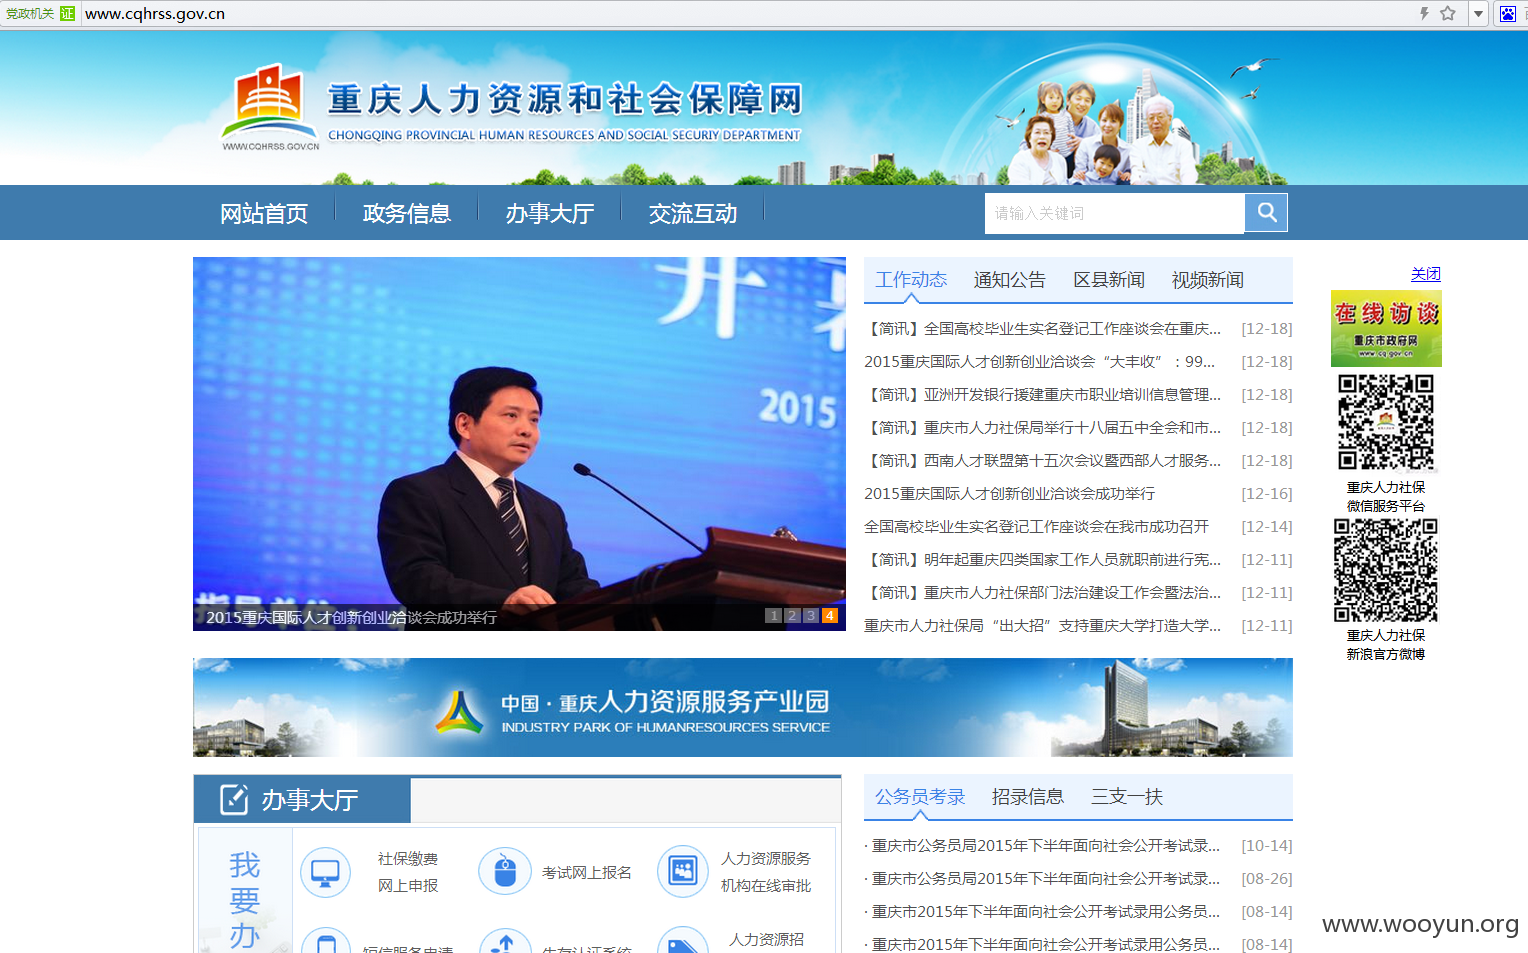 党政机关 证 www.cqhrss.gov.cn
重庆人力资源和社会保障网
CHONGQING PROVINCIAL HUMAN RESOURCES AND SOCIAL SECURIY DEPARTMENT
WWW.CQHRSS.GOV.CN
网站首页 政务信息 办事大厅 交流互动
请输入关键词
2015
2015重庆国际人才创新创业洽谈会成功举行
1 2 3 4
工作动态 通知公告 区县新闻 视频新闻
【简讯】全国高校毕业生实名登记工作座谈会在重庆... [12-18]
2015重庆国际人才创新创业洽谈会“大丰收”：99... [12-18]
【简讯】亚洲开发银行援建重庆市职业培训信息管理... [12-18]
【简讯】重庆市人力社保局举行十八届五中全会和市... [12-18]
【简讯】西南人才联盟第十五次会议暨西部人才服务... [12-18]
2015重庆国际人才创新创业洽谈会成功举行 [12-16]
全国高校毕业生实名登记工作座谈会在我市成功召开 [12-14]
【简讯】明年起重庆四类国家工作人员就职前进行宪... [12-11]
【简讯】重庆市人力社保部门法治建设工作会暨法治... [12-11]
重庆市人力社保局“出大招”支持重庆大学打造大学... [12-11]
关闭
在线访谈
重庆市政府网
www.cq.gov.cn
重庆人力社保
微信服务平台
重庆人力社保
新浪官方微博
中国·重庆人力资源服务产业园
INDUSTRY PARK OF HUMANRESOURCES SERVICE
办事大厅
我要办
社保缴费
网上申报
考试网上报名
人力资源服务
机构在线审批
短信服务申请
生存认证系统
人力资源招
公务员考录 招录信息 三支一扶
· 重庆市公务员局2015年下半年面向社会公开考试录... [10-14]
· 重庆市公务员局2015年下半年面向社会公开考试录... [08-26]
· 重庆市2015年下半年面向社会公开考试录用公务员... [08-14]
· 重庆市2015年下半年面向社会公开考试录用公务员... [08-14]
www.wooyun.org